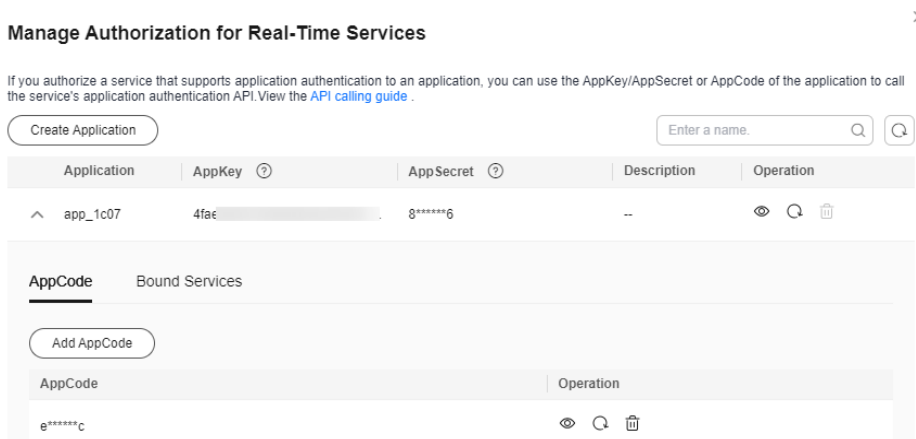 Manage Authorization for Real-Time Services
If you authorize a service that supports application authentication to an application, you can use the AppKey/AppSecret or AppCode of the application to call
the service's application authentication API.View the API calling guide .
Create Application
Enter a name.
Application AppKey ? AppSecret ? Description Operation
app_1c07 4fae 8******6 --
AppCode Bound Services
Add AppCode
AppCode Operation
e******c